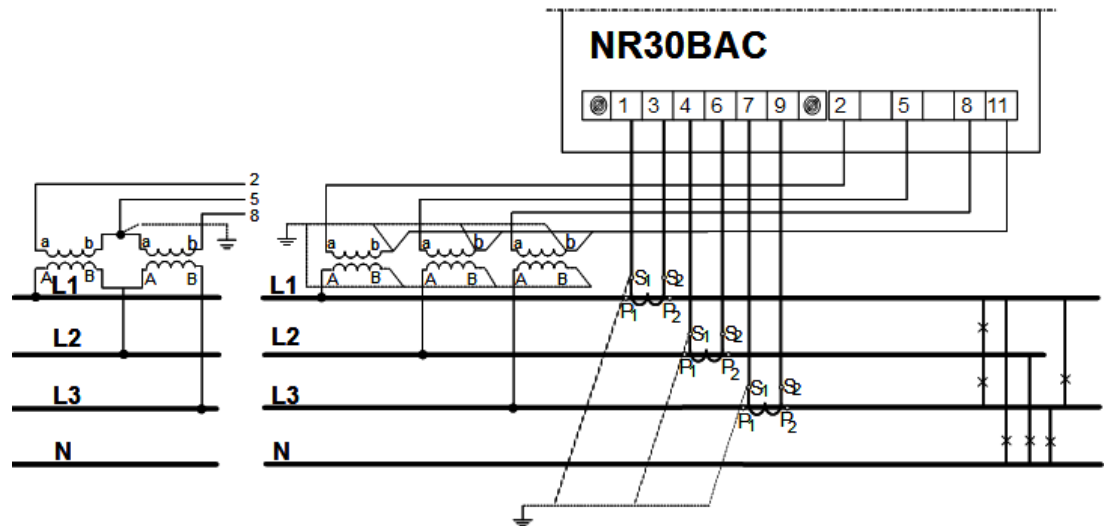 NR30BAC
1 3 4 6 7 9 2 5 8 11
2
5
8
a b a b a b a b a b
A B A B A B A B A B
L1 L1
S1 S2
P1 P2
L2 L2
S1 S2
P1 P2
L3 L3
S1 S2
P1 P2
N N